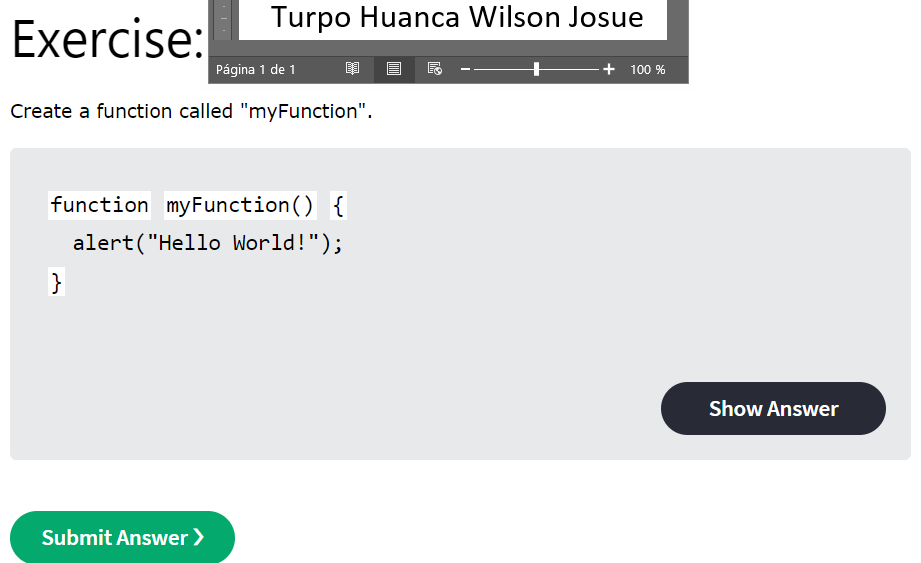 Turpo Huanca Wilson Josue
Exercise:
Página 1 de 1 100 %
Create a function called "myFunction".
function myFunction() {
alert("Hello World!");
}
Show Answer
Submit Answer ❯